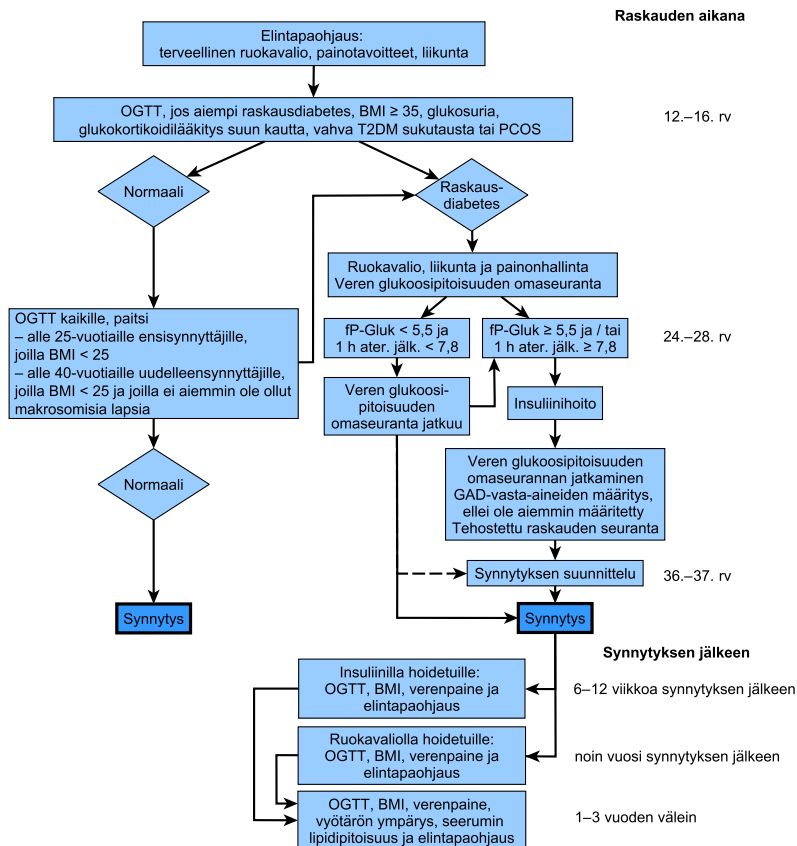 Raskauden aikana
Elintapaohjaus:
terveellinen ruokavalio, painotavoitteet, liikunta
OGTT, jos aiempi raskausdiabetes, BMI ≥ 35, glukosuria,
glukokortikoidilääkitys suun kautta, vahva T2DM sukutausta tai PCOS
12.–16. rv
Normaali
Raskaus-
diabetes
Ruokavalio, liikunta ja painonhallinta
Veren glukoosipitoisuuden omaseuranta
OGTT kaikille, paitsi
– alle 25-vuotiaille ensisynnyttäjille,
joilla BMI < 25
– alle 40-vuotiaille uudelleensynnyttäjille,
joilla BMI < 25 ja joilla ei aiemmin ole ollut
makrosomisia lapsia
fP-Gluk < 5,5 ja
1 h ater. jälk. < 7,8
fP-Gluk ≥ 5,5 ja / tai
1 h ater. jälk. ≥ 7,8
24.–28. rv
Veren glukoosi-
pitoisuuden
omaseuranta jatkuu
Insuliinihoito
Normaali
Veren glukoosipitoisuuden
omaseurannan jatkaminen
GAD-vasta-aineiden määritys,
ellei ole aiemmin määritetty
Tehostettu raskauden seuranta
Synnytyksen suunnittelu
36.–37. rv
Synnytys
Synnytys
Synnytyksen jälkeen
Insuliinilla hoidetuille:
OGTT, BMI, verenpaine ja
elintapaohjaus
6–12 viikkoa synnytyksen jälkeen
Ruokavaliolla hoidetuille:
OGTT, BMI, verenpaine ja
elintapaohjaus
noin vuosi synnytyksen jälkeen
OGTT, BMI, verenpaine,
vyötärön ympärys, seerumin
lipidipitoisuus ja elintapaohjaus
1–3 vuoden välein